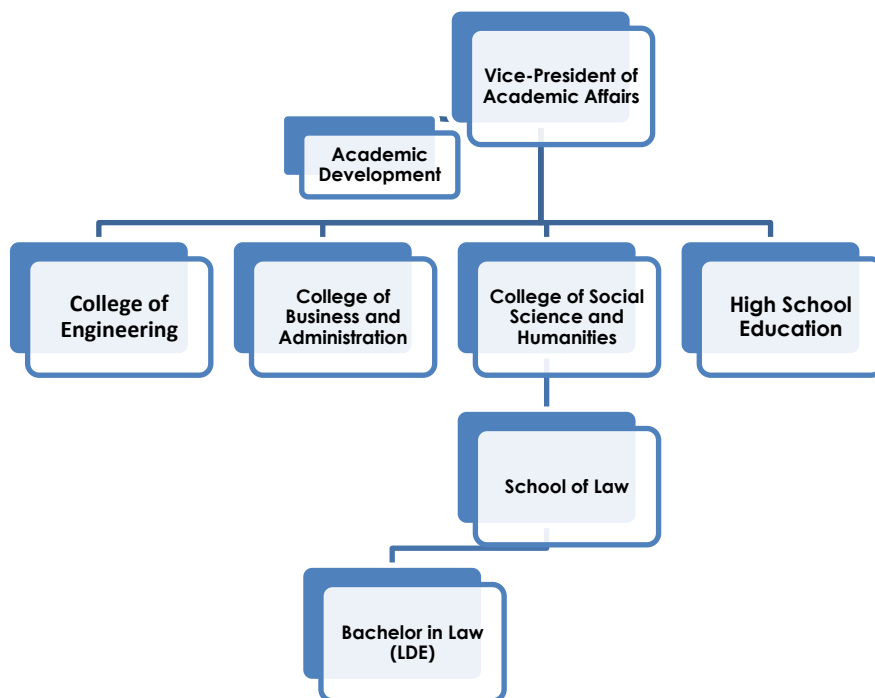 Vice-President of
Academic Affairs
Academic
Development
College of
Engineering
College of
Business and
Administration
College of Social
Science and
Humanities
High School
Education
School of Law
Bachelor in Law
(LDE)